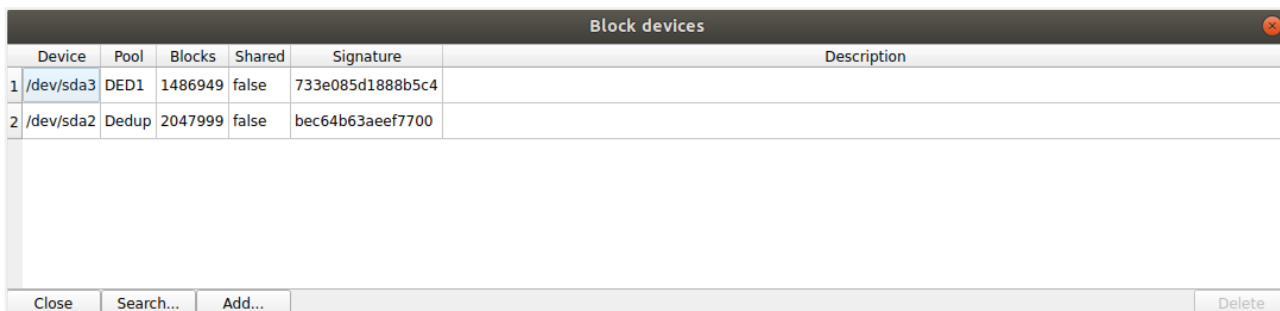 Block devices
Device Pool Blocks Shared Signature Description
1 /dev/sda3 DED1 1486949 false 733e085d1888b5c4
2 /dev/sda2 Dedup 2047999 false bec64b63aeef7700
Close Search... Add... Delete